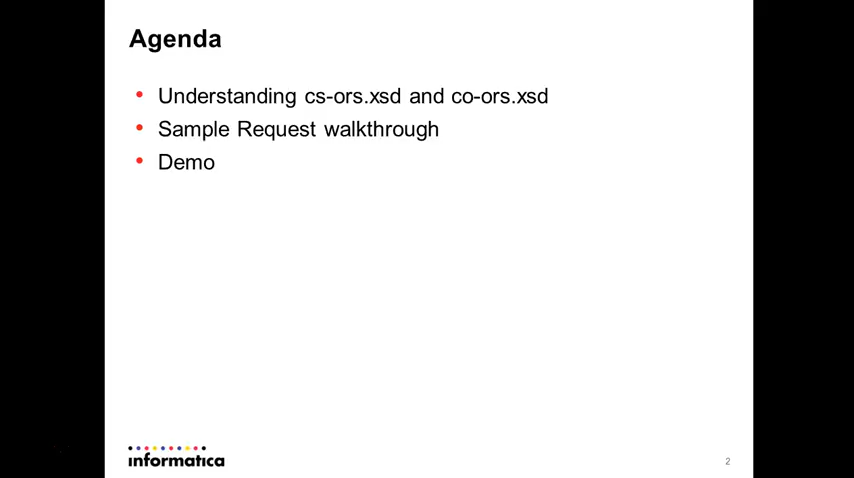 Agenda
• Understanding cs-ors.xsd and co-ors.xsd
• Sample Request walkthrough
• Demo
informatica
2